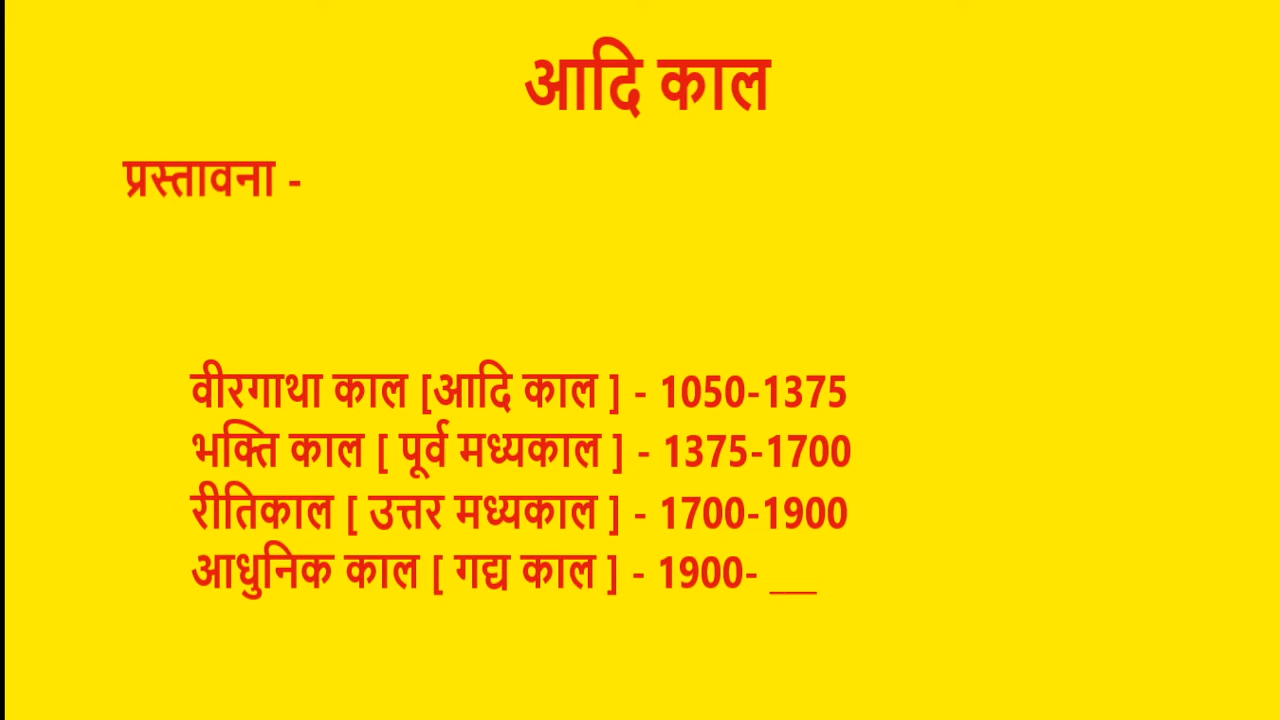 आदि काल
प्रस्तावना -
वीरगाथा काल [आदि काल ] - 1050-1375
भक्ति काल [ पूर्व मध्यकाल ] - 1375-1700
रीतिकाल [ उत्तर मध्यकाल ] - 1700-1900
आधुनिक काल [ गद्य काल ] - 1900- __